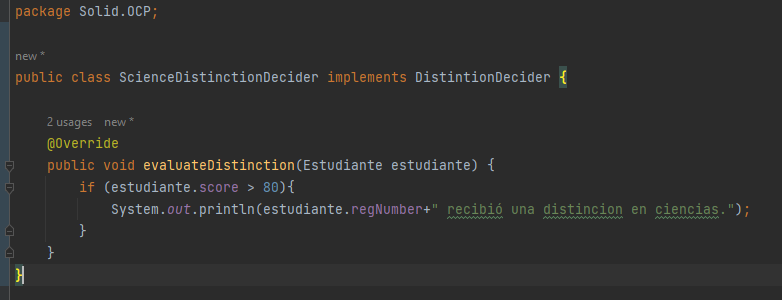 package Solid.OCP;
new *
public class ScienceDistinctionDecider implements DistintionDecider {
2 usages new *
@Override
public void evaluateDistinction(Estudiante estudiante) {
if (estudiante.score > 80){
System.out.println(estudiante.regNumber+" recibió una distincion en ciencias.");
}
}
}